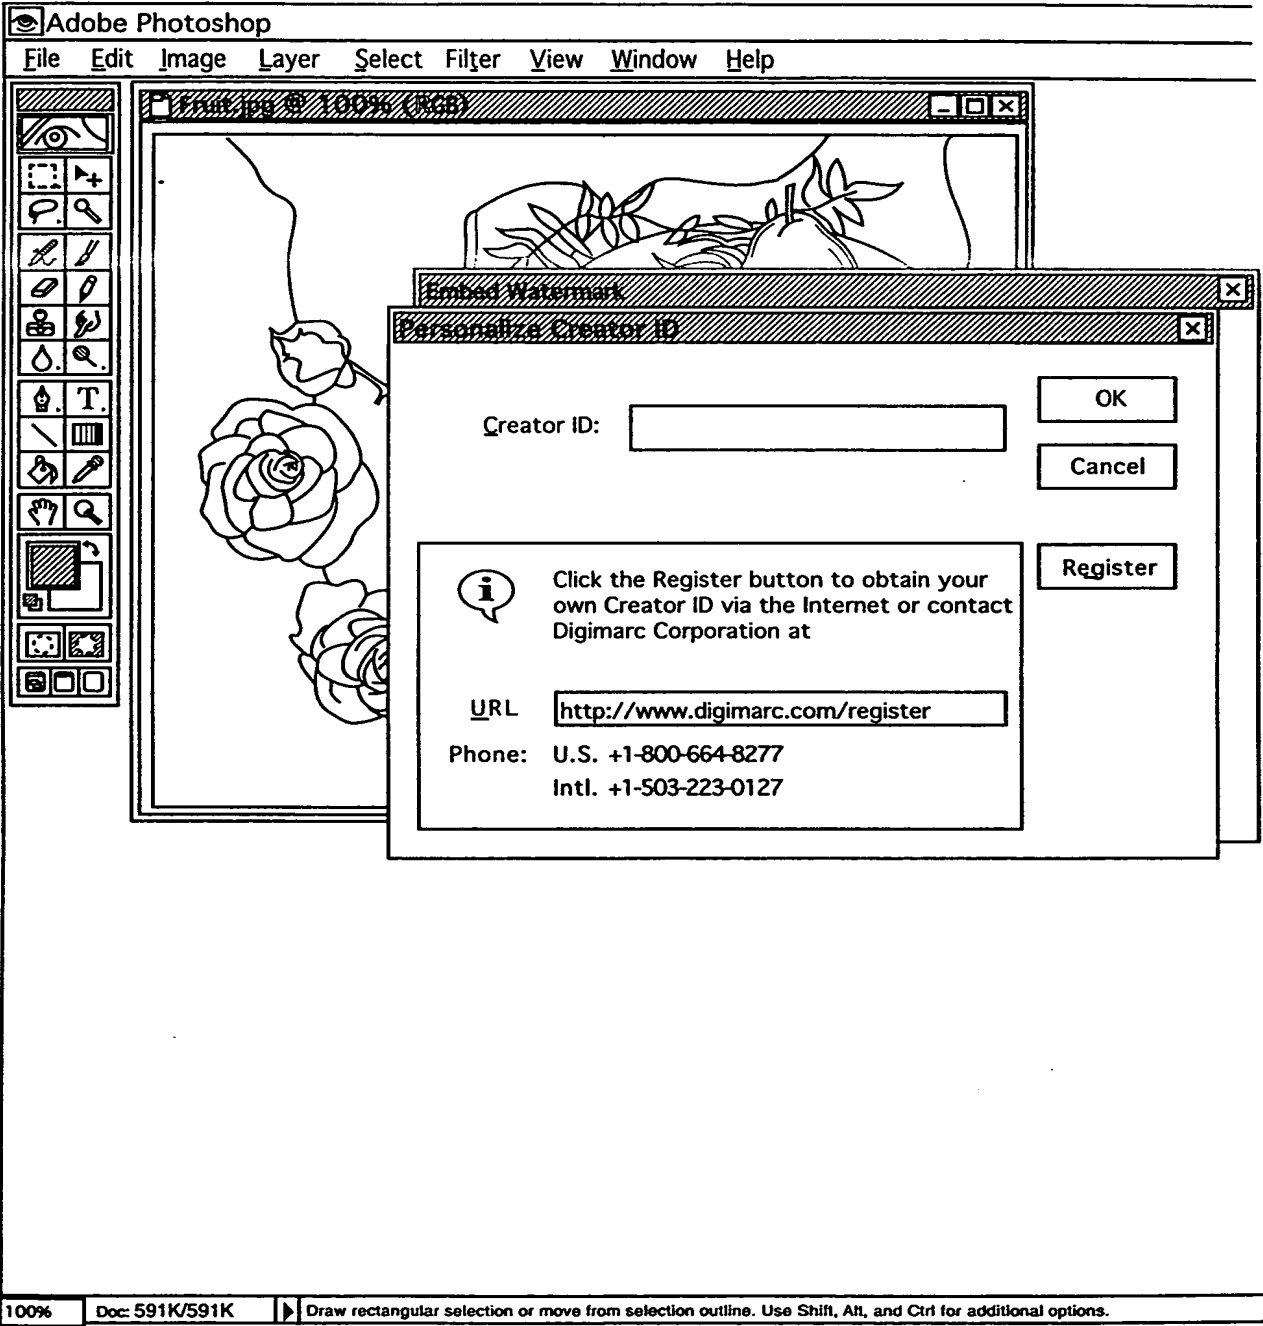 Adobe Photoshop
File Edit Image Layer Select Filter View Window Help
Fruit.jpg @ 100% (RGB)
Embed Watermark
Personalize Creator ID
Creator ID:
OK
Cancel
Register
Click the Register button to obtain your
own Creator ID via the Internet or contact
Digimarc Corporation at
URL http://www.digimarc.com/register
Phone: U.S. +1-800-664-8277
Intl. +1-503-223-0127
T
100% Doc: 591K/591K Draw rectangular selection or move from selection outline. Use Shift, Alt, and Ctrl for additional options.